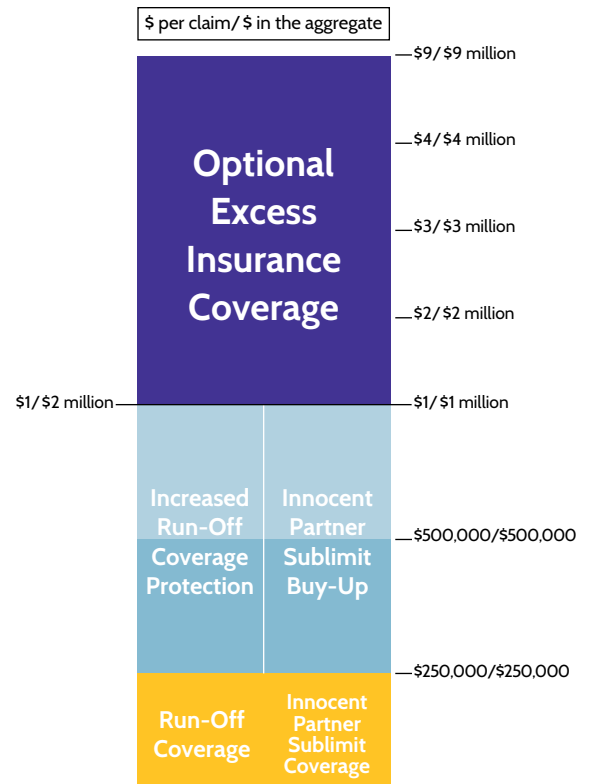 $ per claim/ $ in the aggregate
$9/ $9 million
$4/ $4 million
$3/ $3 million
$2/ $2 million
Optional
Excess
Insurance
Coverage
$1/ $2 million
$1/ $1 million
Increased
Run-Off
Coverage
Protection
Innocent
Partner
Sublimit
Buy-Up
$500,000/$500,000
$250,000/$250,000
Run-Off
Coverage
Innocent
Partner
Sublimit
Coverage